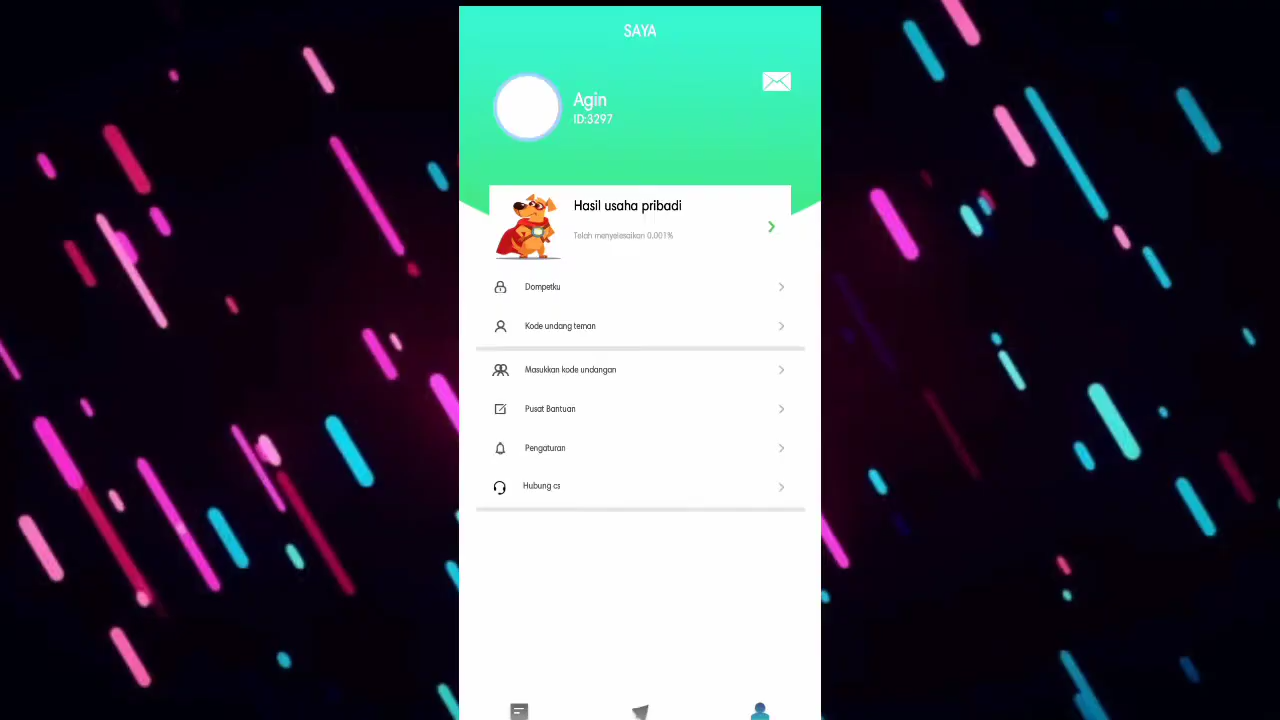 SAYA
Agin
ID:3297
Hasil usaha pribadi
Telah menyelesaikan 0.001%
Dompetku
Kode undang teman
Masukkan kode undangan
Pusat Bantuan
Pengaturan
Hubung cs